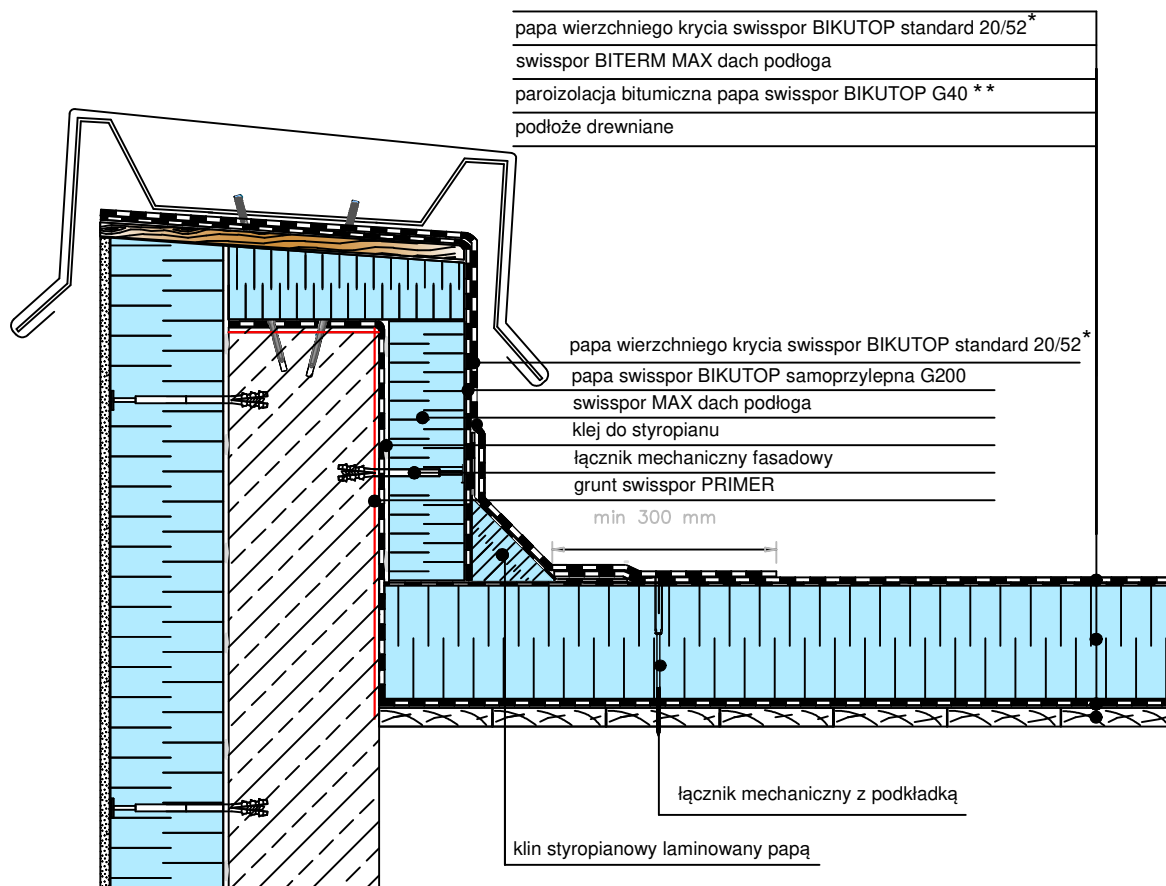 papa wierzchniego krycia swisspor BIKUTOP standard 20/52*
swisspor BITERM MAX dach podłoga
paroizolacja bitumiczna papa swisspor BIKUTOP G40 **
podłoże drewniane
papa wierzchniego krycia swisspor BIKUTOP standard 20/52*
papa swisspor BIKUTOP samoprzylepna G200
swisspor MAX dach podłoga
klej do styropianu
łącznik mechaniczny fasadowy
grunt swisspor PRIMER
min 300 mm
łącznik mechaniczny z podkładką
klin styropianowy laminowany papą